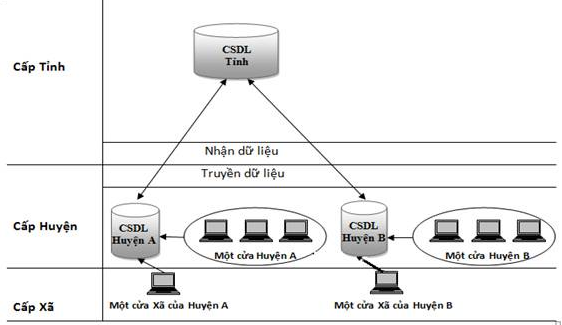 Cấp Tỉnh
CSDL
Tỉnh
Nhận dữ liệu
Truyền dữ liệu
Cấp Huyện
CSDL
Huyện A
Một cửa Huyện A
CSDL
Huyện B
Một cửa Huyện B
Cấp Xã
Một cửa Xã của Huyện A
Một cửa Xã của Huyện B